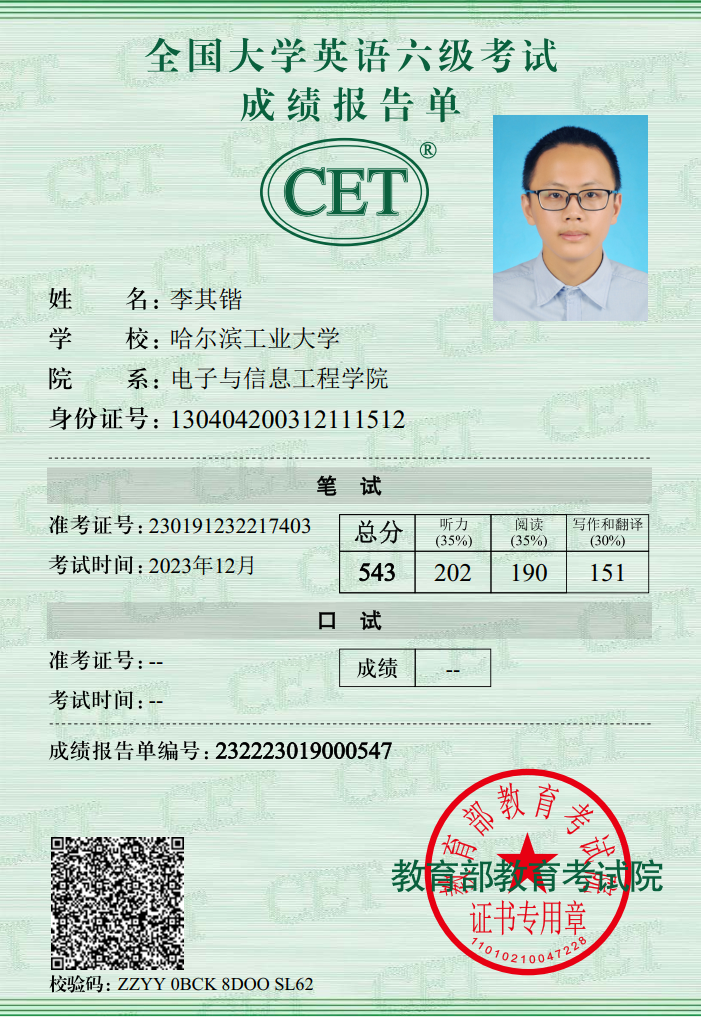 全国大学英语六级考试
成绩报告单
CET®
姓 名：李其锴
学 校：哈尔滨工业大学
院 系：电子与信息工程学院
身份证号：130404200312111512
笔 试
准考证号：230191232217403
考试时间：2023年12月
总分 听力(35%) 阅读(35%) 写作和翻译(30%)
543 202 190 151
口 试
准考证号：--
考试时间：--
成绩 --
成绩报告单编号：232223019000547
教育部教育考试院
教育部教育考试院
证书专用章
11010210047228
校验码：ZZYY 0BCK 8DOO SL62